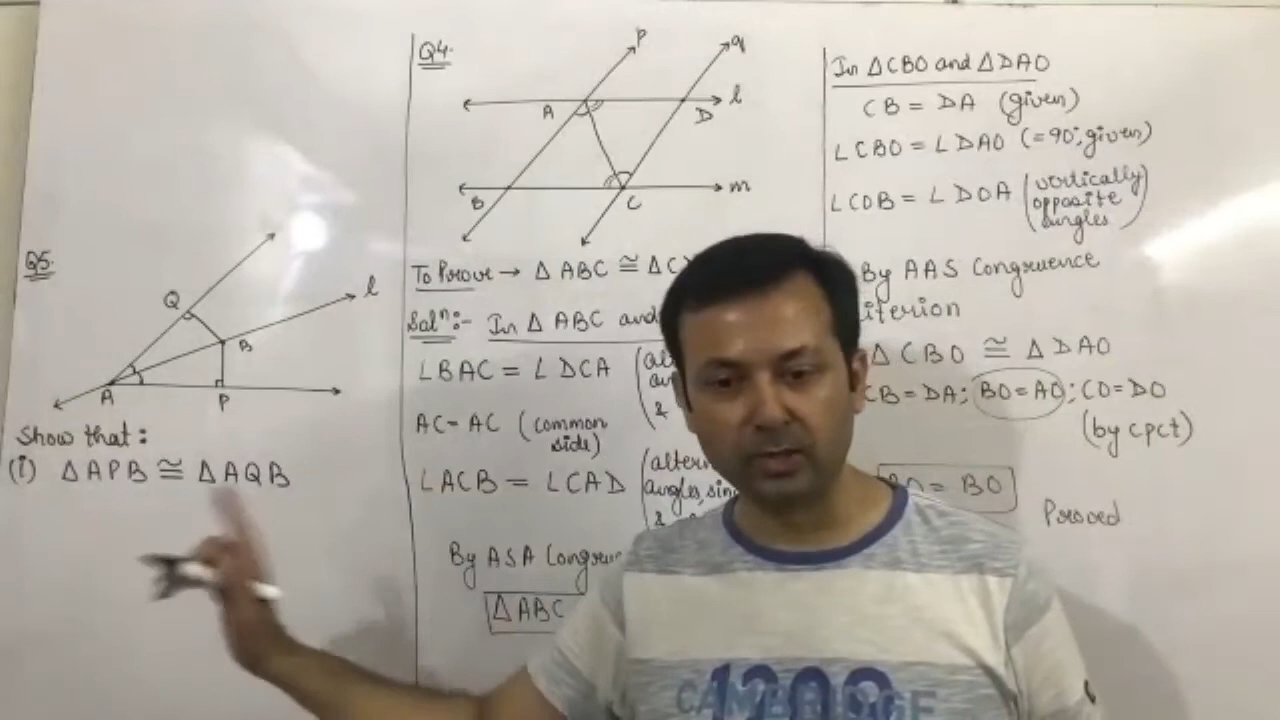 Q5.
Q
l
B
A
P
Show that:
(i) ΔAPB ≅ ΔAQB
Q4.
p
q
A
D
l
B
C
m
To Prove → ΔABC ≅
Solⁿ:- In ΔABC and
∠BAC = ∠DCA
AC = AC (common side)
∠ACB = ∠CAD
angles,
&
By ASA
ΔABC
In ΔCBO and ΔDAO
CB = DA (given)
∠CBO = ∠DAO (=90°, given)
∠COB = ∠DOA (vertically
opposite
angles)
By AAS Congruence
ΔCBO ≅ ΔDAO
CB = DA; BO = AO; CO = DO
(by cpct)
= BO
Proved
CAMBRIDGE